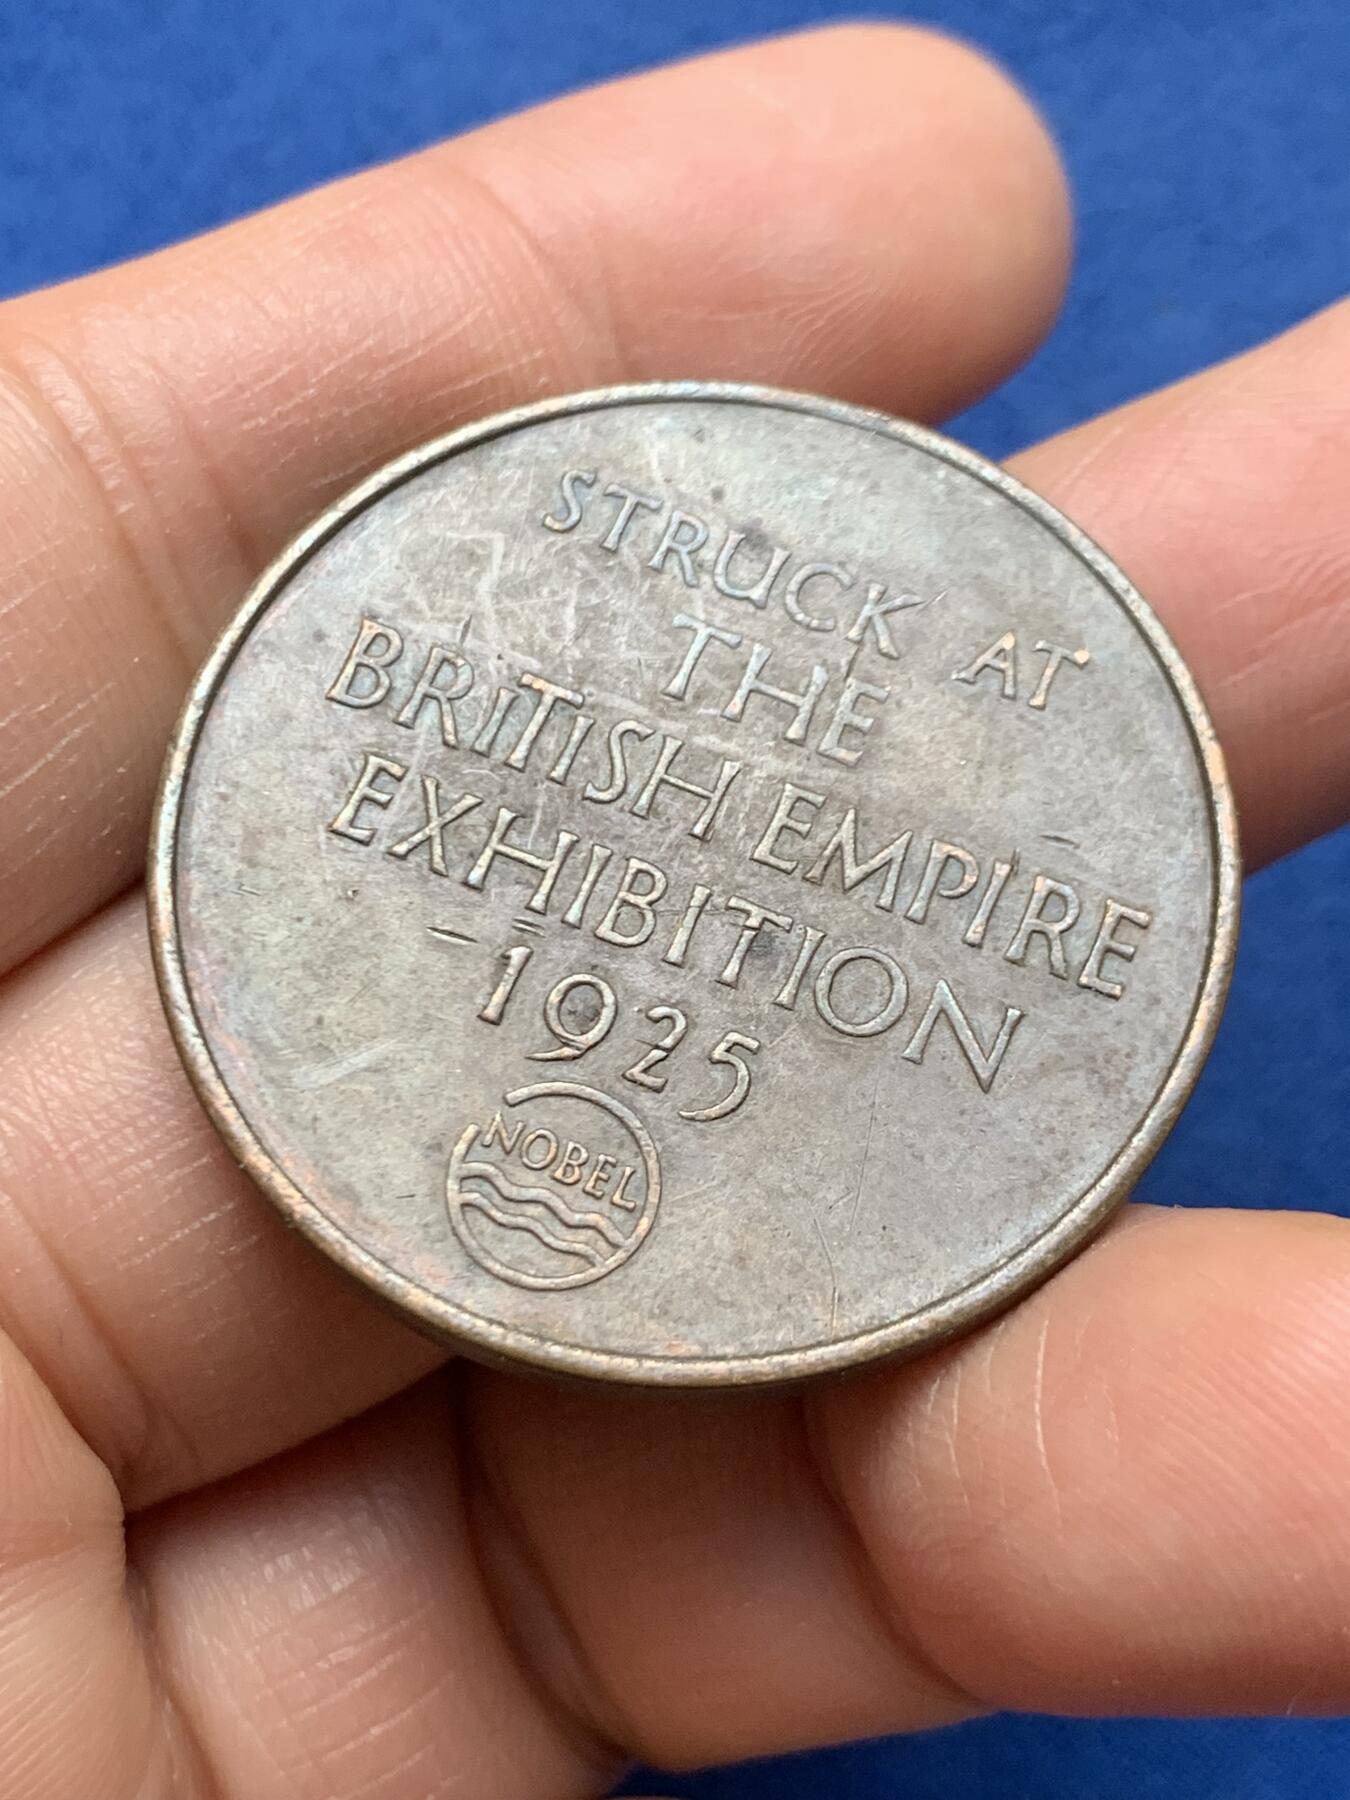 STRUCK AT
THE
BRITISH EMPIRE
EXHIBITION
1925
NOBEL